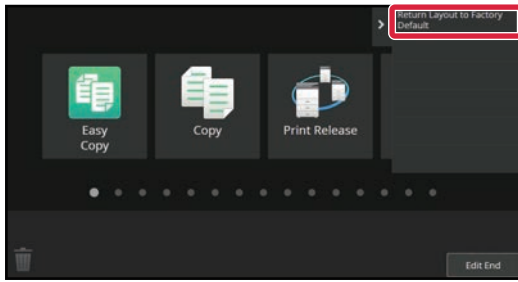 Return Layout to Factory
Default
Easy
Copy
Copy
Print Release
Edit End